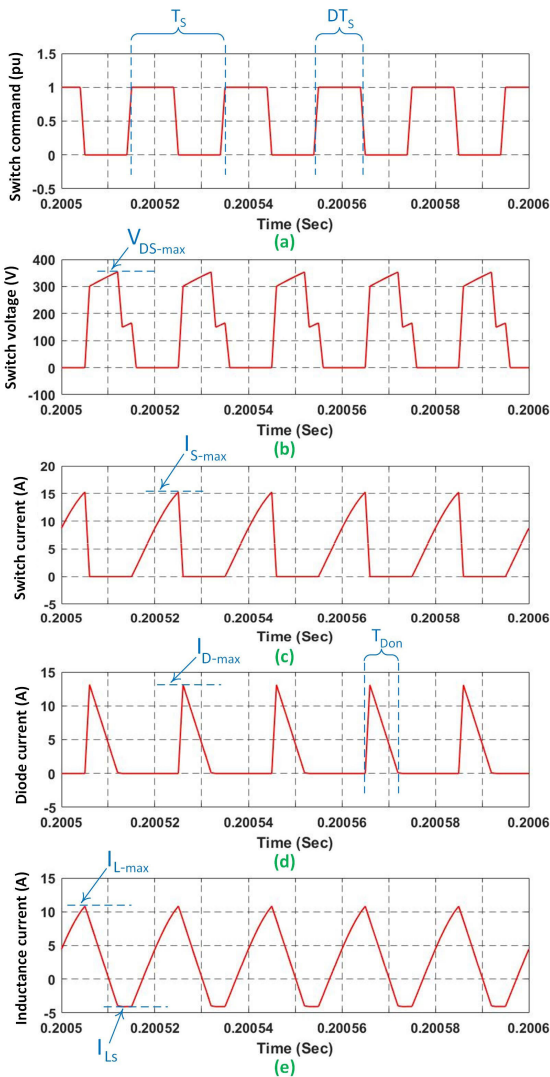 T_S DT_S
Switch command (pu)
1.5
1
0.5
0
-0.5
0.2005 0.20052 0.20054 0.20056 0.20058 0.2006
Time (Sec)
(a)
V_DS-max
Switch voltage (V)
400
300
200
100
0
-100
0.2005 0.20052 0.20054 0.20056 0.20058 0.2006
Time (Sec)
(b)
I_S-max
Switch current (A)
20
15
10
5
0
-5
0.2005 0.20052 0.20054 0.20056 0.20058 0.2006
Time (Sec)
(c)
I_D-max T_Don
Diode current (A)
15
10
5
0
-5
0.2005 0.20052 0.20054 0.20056 0.20058 0.2006
Time (Sec)
(d)
I_L-max
Inductance current (A)
15
10
5
0
-5
0.2005 0.20052 0.20054 0.20056 0.20058 0.2006
I_Ls
Time (Sec)
(e)